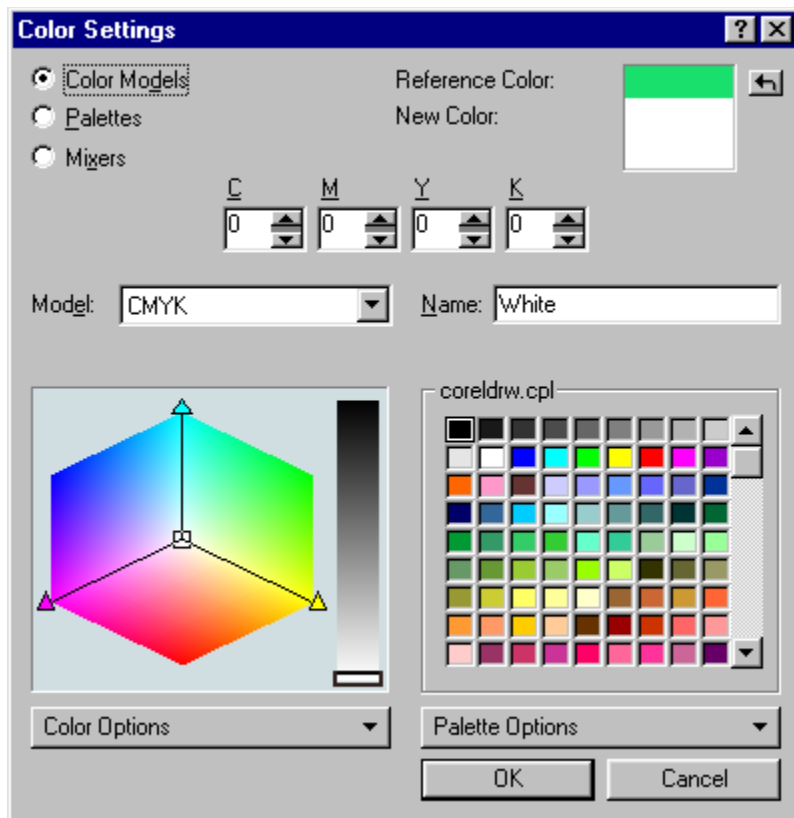 Color Settings
Color Models
Palettes
Mixers
Reference Color:
New Color:
C M Y K
0 0 0 0
Model: CMYK
Name: White
coreldrw.cpl
Color Options
Palette Options
OK
Cancel